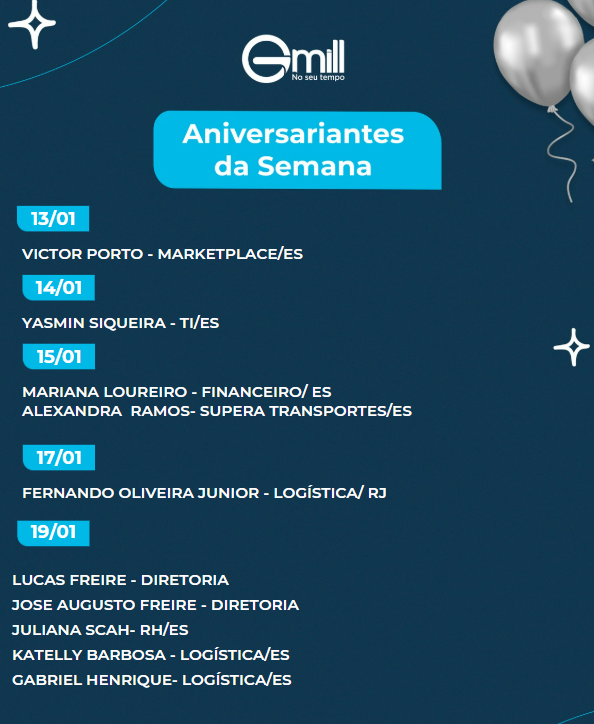 Gmill
No seu tempo
Aniversariantes
da Semana
13/01
VICTOR PORTO - MARKETPLACE/ES
14/01
YASMIN SIQUEIRA - TI/ES
15/01
MARIANA LOUREIRO - FINANCEIRO/ ES
ALEXANDRA  RAMOS- SUPERA TRANSPORTES/ES
17/01
FERNANDO OLIVEIRA JUNIOR - LOGÍSTICA/ RJ
19/01
LUCAS FREIRE - DIRETORIA
JOSE AUGUSTO FREIRE - DIRETORIA
JULIANA SCAH- RH/ES
KATELLY BARBOSA - LOGÍSTICA/ES
GABRIEL HENRIQUE- LOGÍSTICA/ES